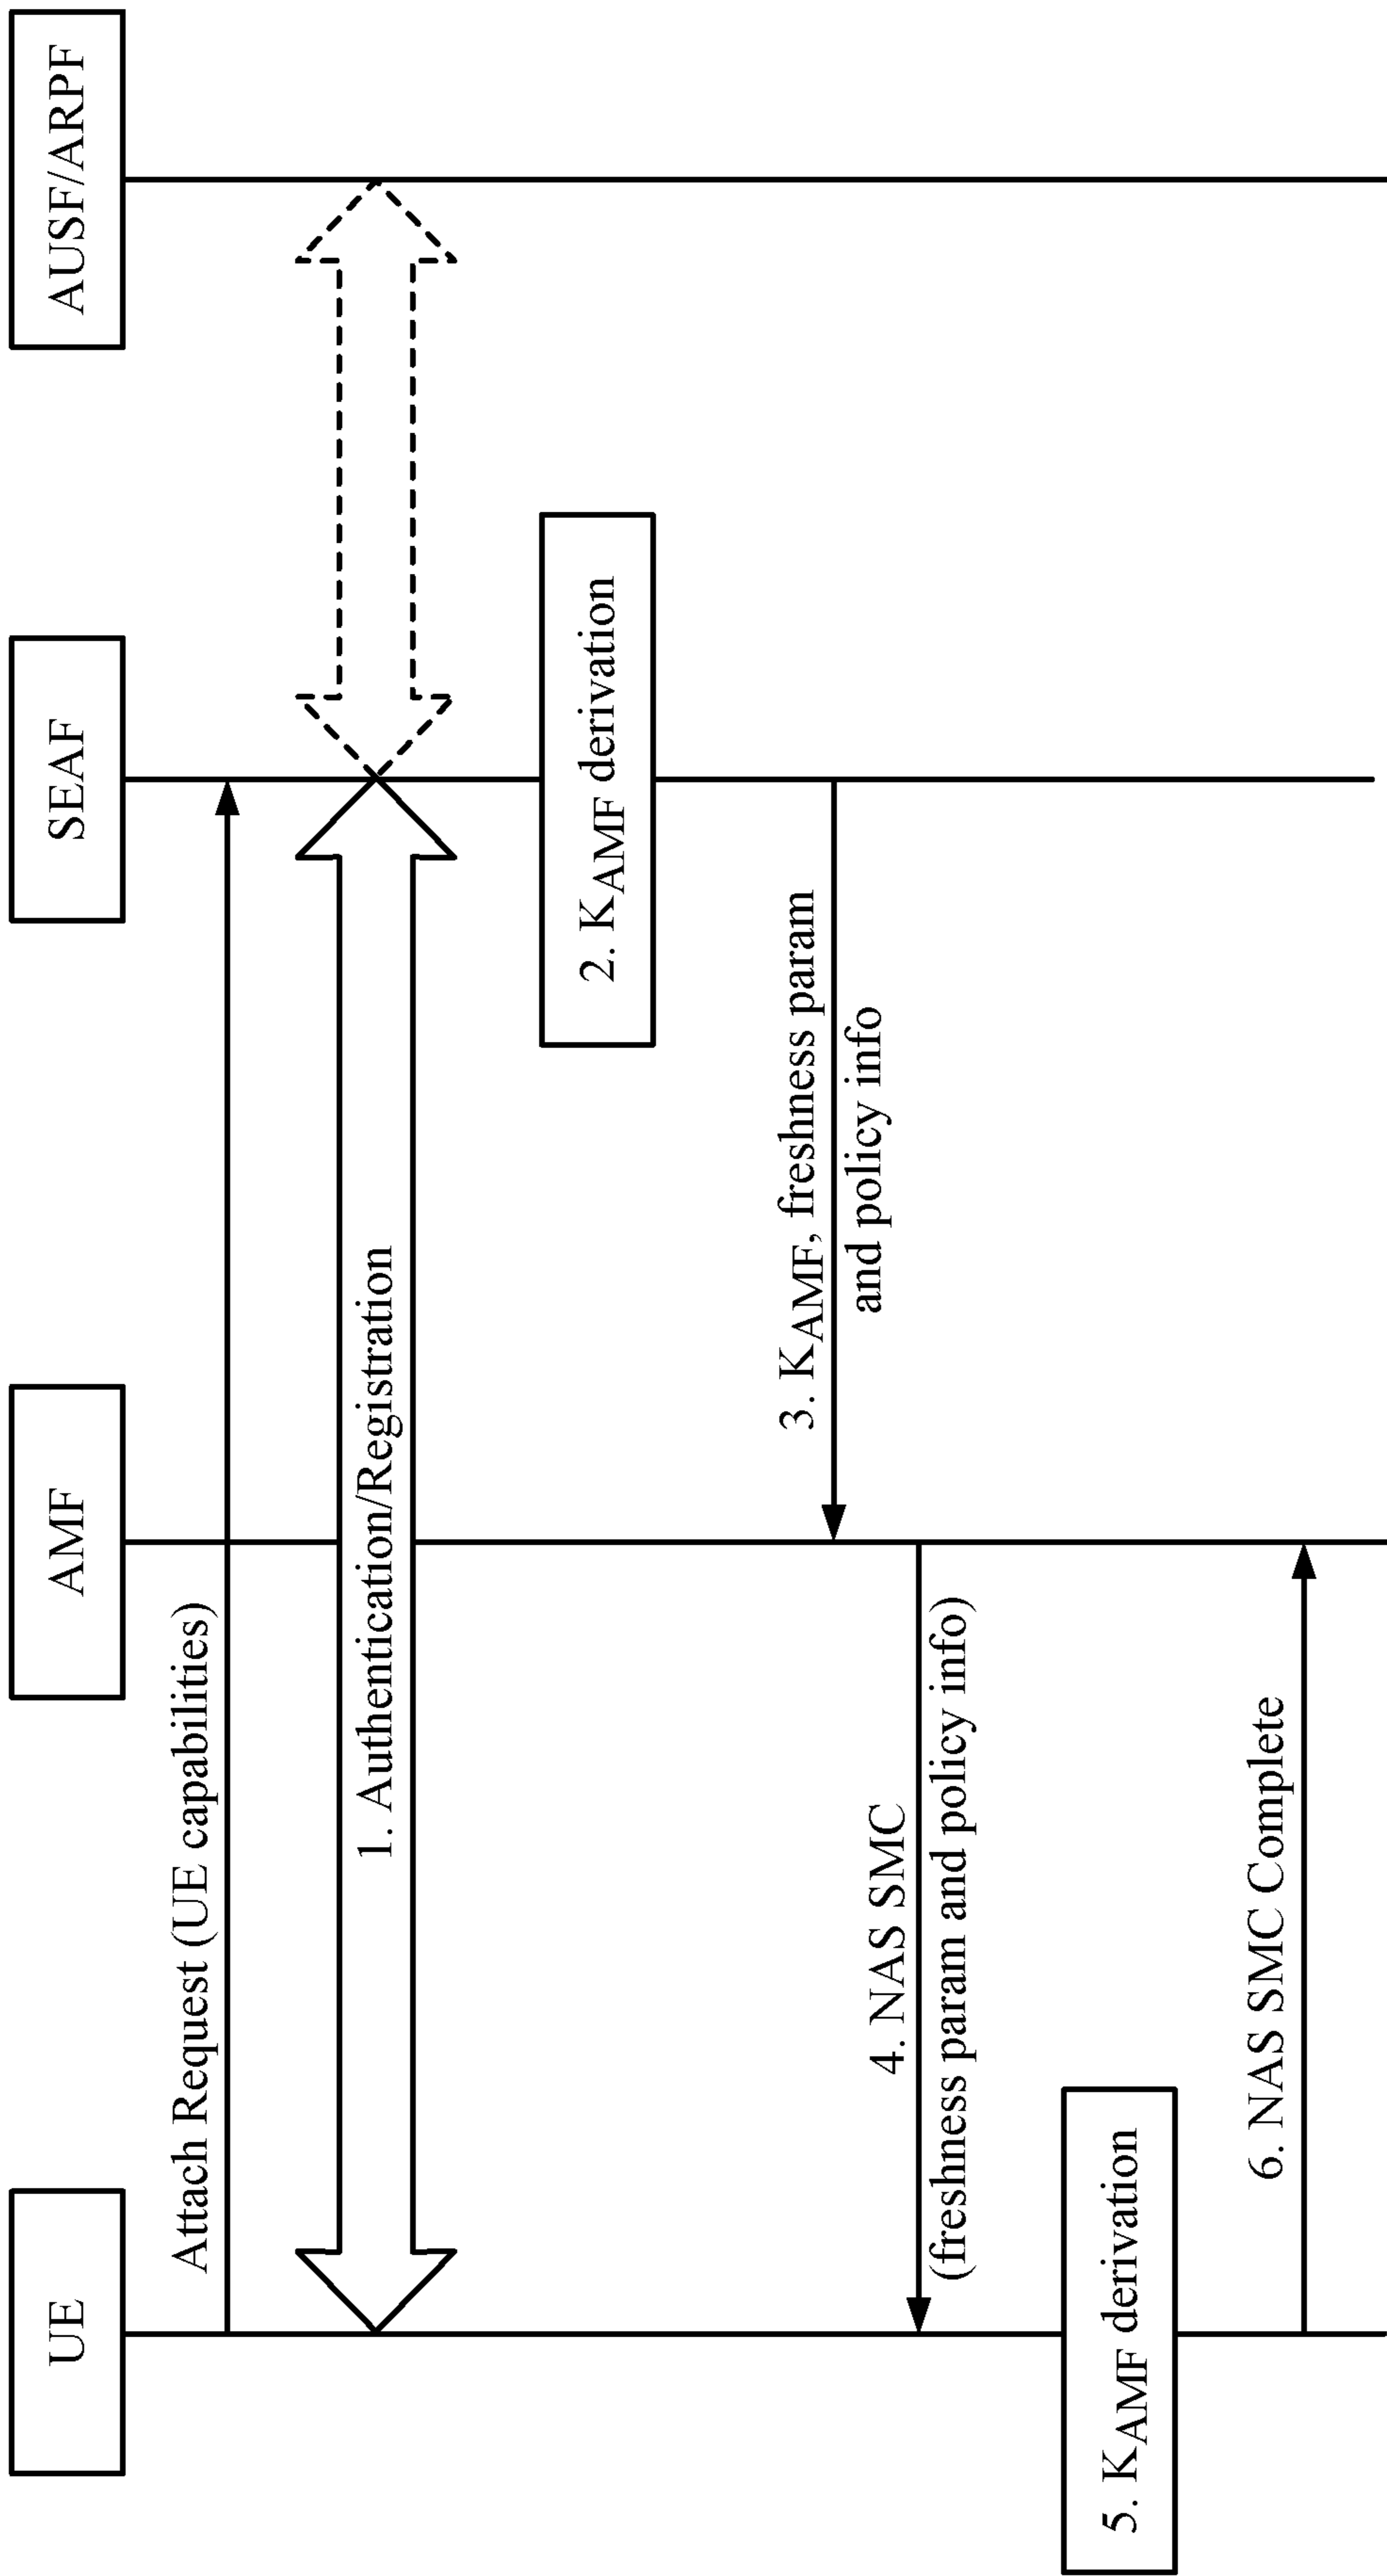 UE
AMF
SEAF
AUSF/ARPF
Attach Request (UE capabilities)
1. Authentication/Registration
2. KAMF derivation
3. KAMF, freshness param
and policy info
4. NAS SMC
(freshness param and policy info)
5. KAMF derivation
6. NAS SMC Complete